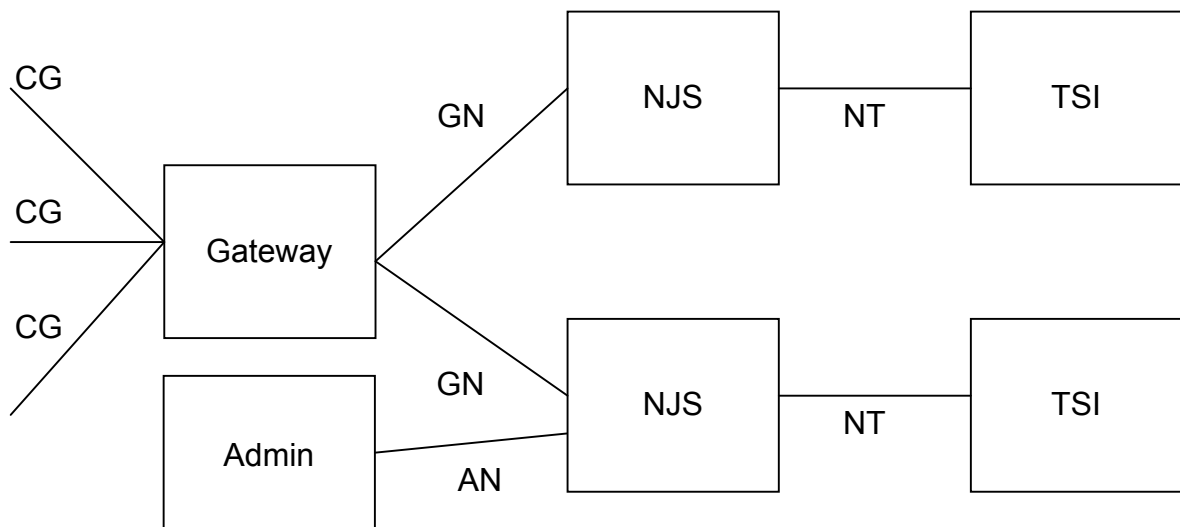 CG
GN
NJS
NT
TSI
CG
Gateway
CG
GN
NJS
NT
TSI
Admin
AN